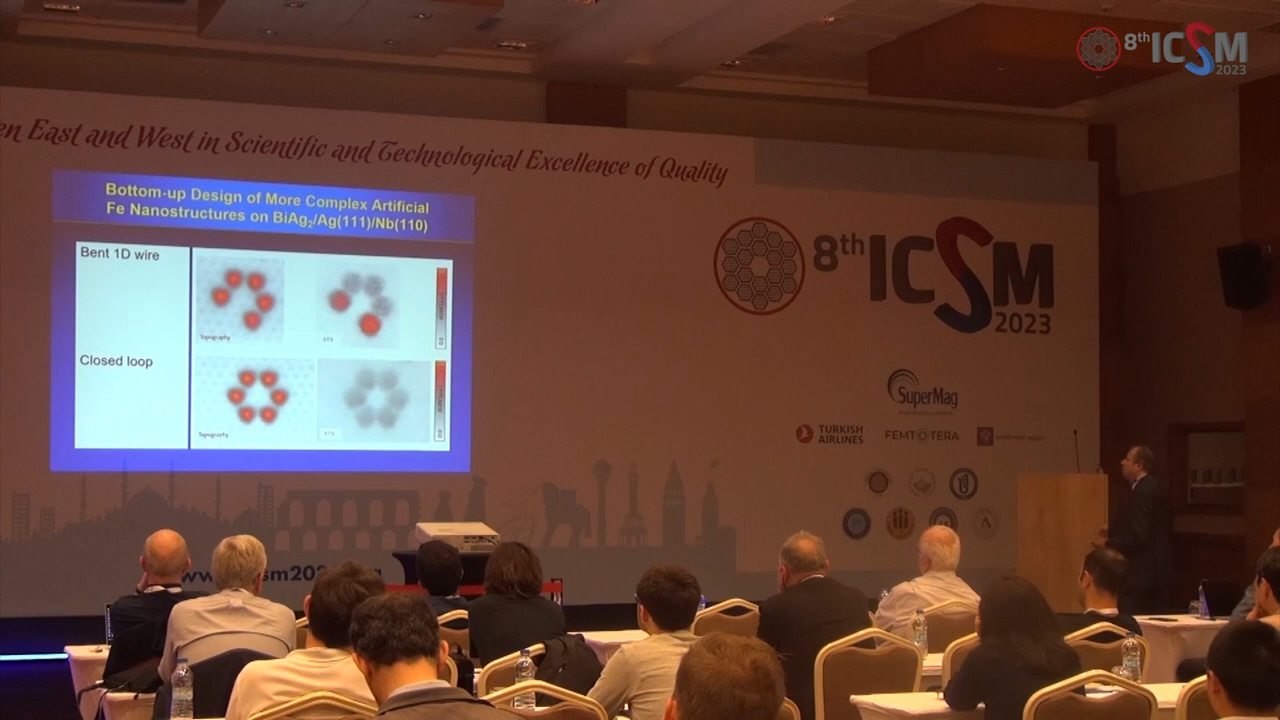 8th ICSM
2023
en East and West in Scientific and Technological Excellence of Quality
Bottom-up Design of More Complex Artificial
Fe Nanostructures on BiAg2/Ag(111)/Nb(110)
Bent 1D wire
Topography
STS
Closed loop
Topography
STS
8th ICSM
2023
SuperMag
TURKISH
AIRLINES
FEMTOTERA